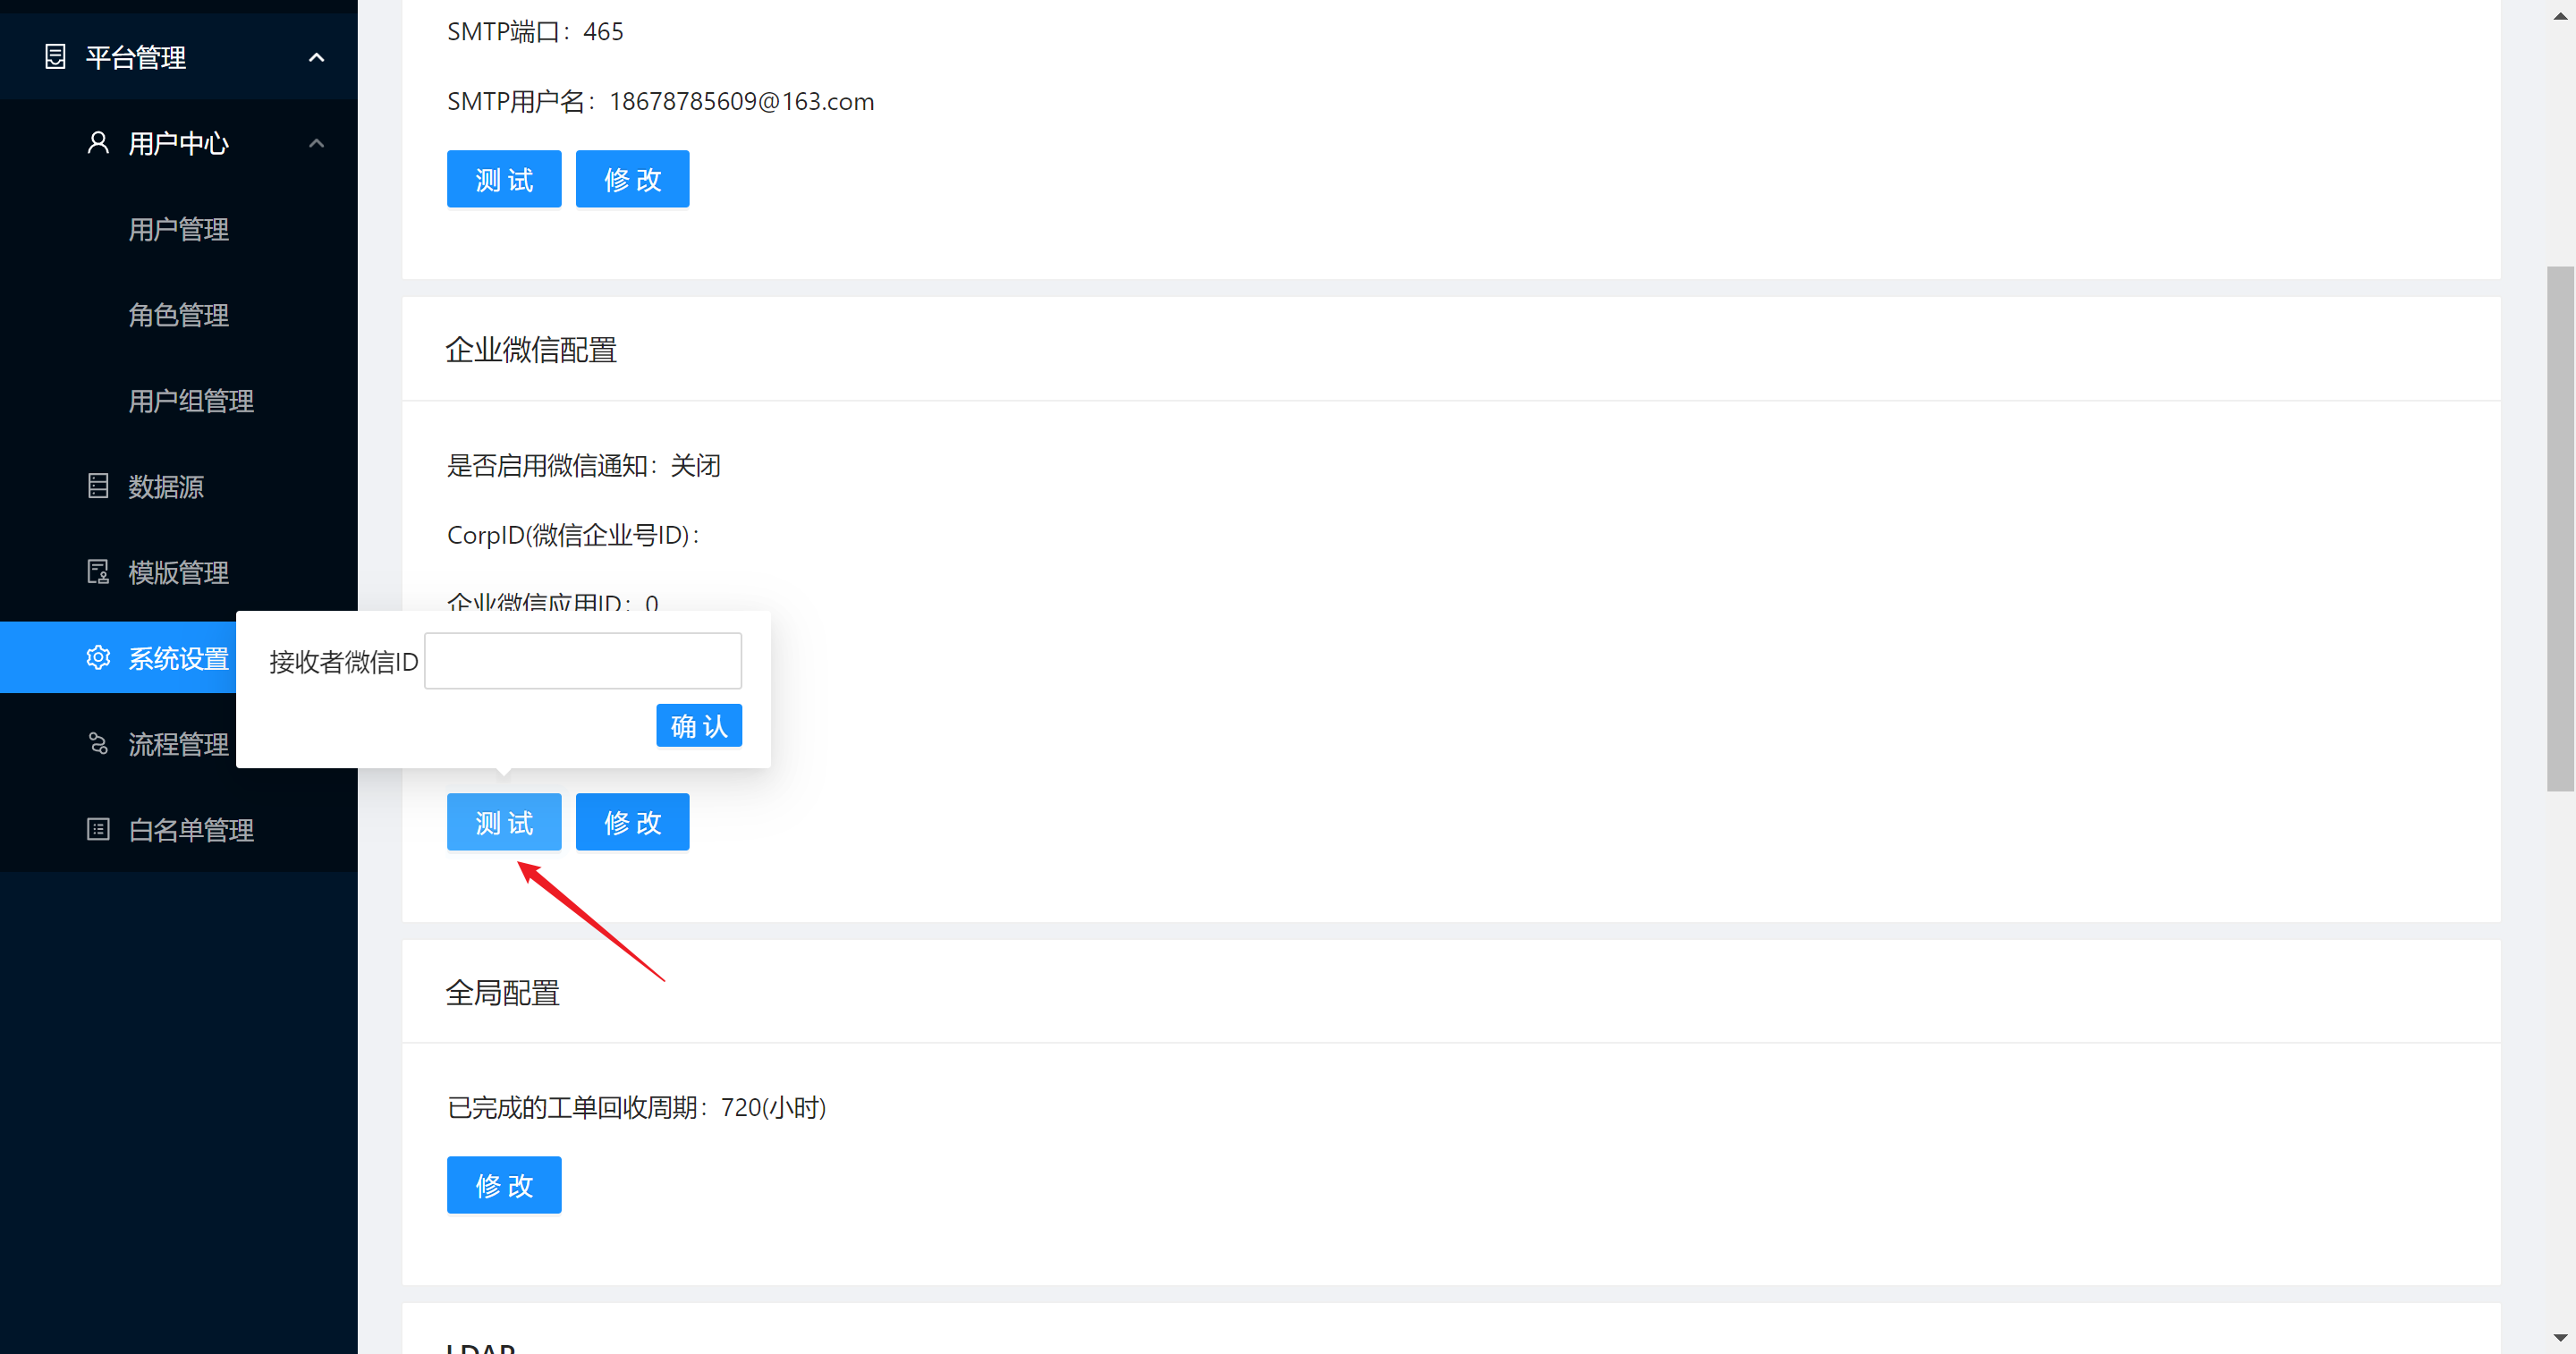 平台管理
用户中心
用户管理
角色管理
用户组管理
数据源
模版管理
系统设置
流程管理
白名单管理
SMTP端口：465
SMTP用户名：18678785609@163.com
测 试
修 改
企业微信配置
是否启用微信通知：关闭
CorpID(微信企业号ID)：
企业微信应用ID：0
接收者微信ID
确 认
测 试
修 改
全局配置
已完成的工单回收周期：720(小时)
修 改
LDAP